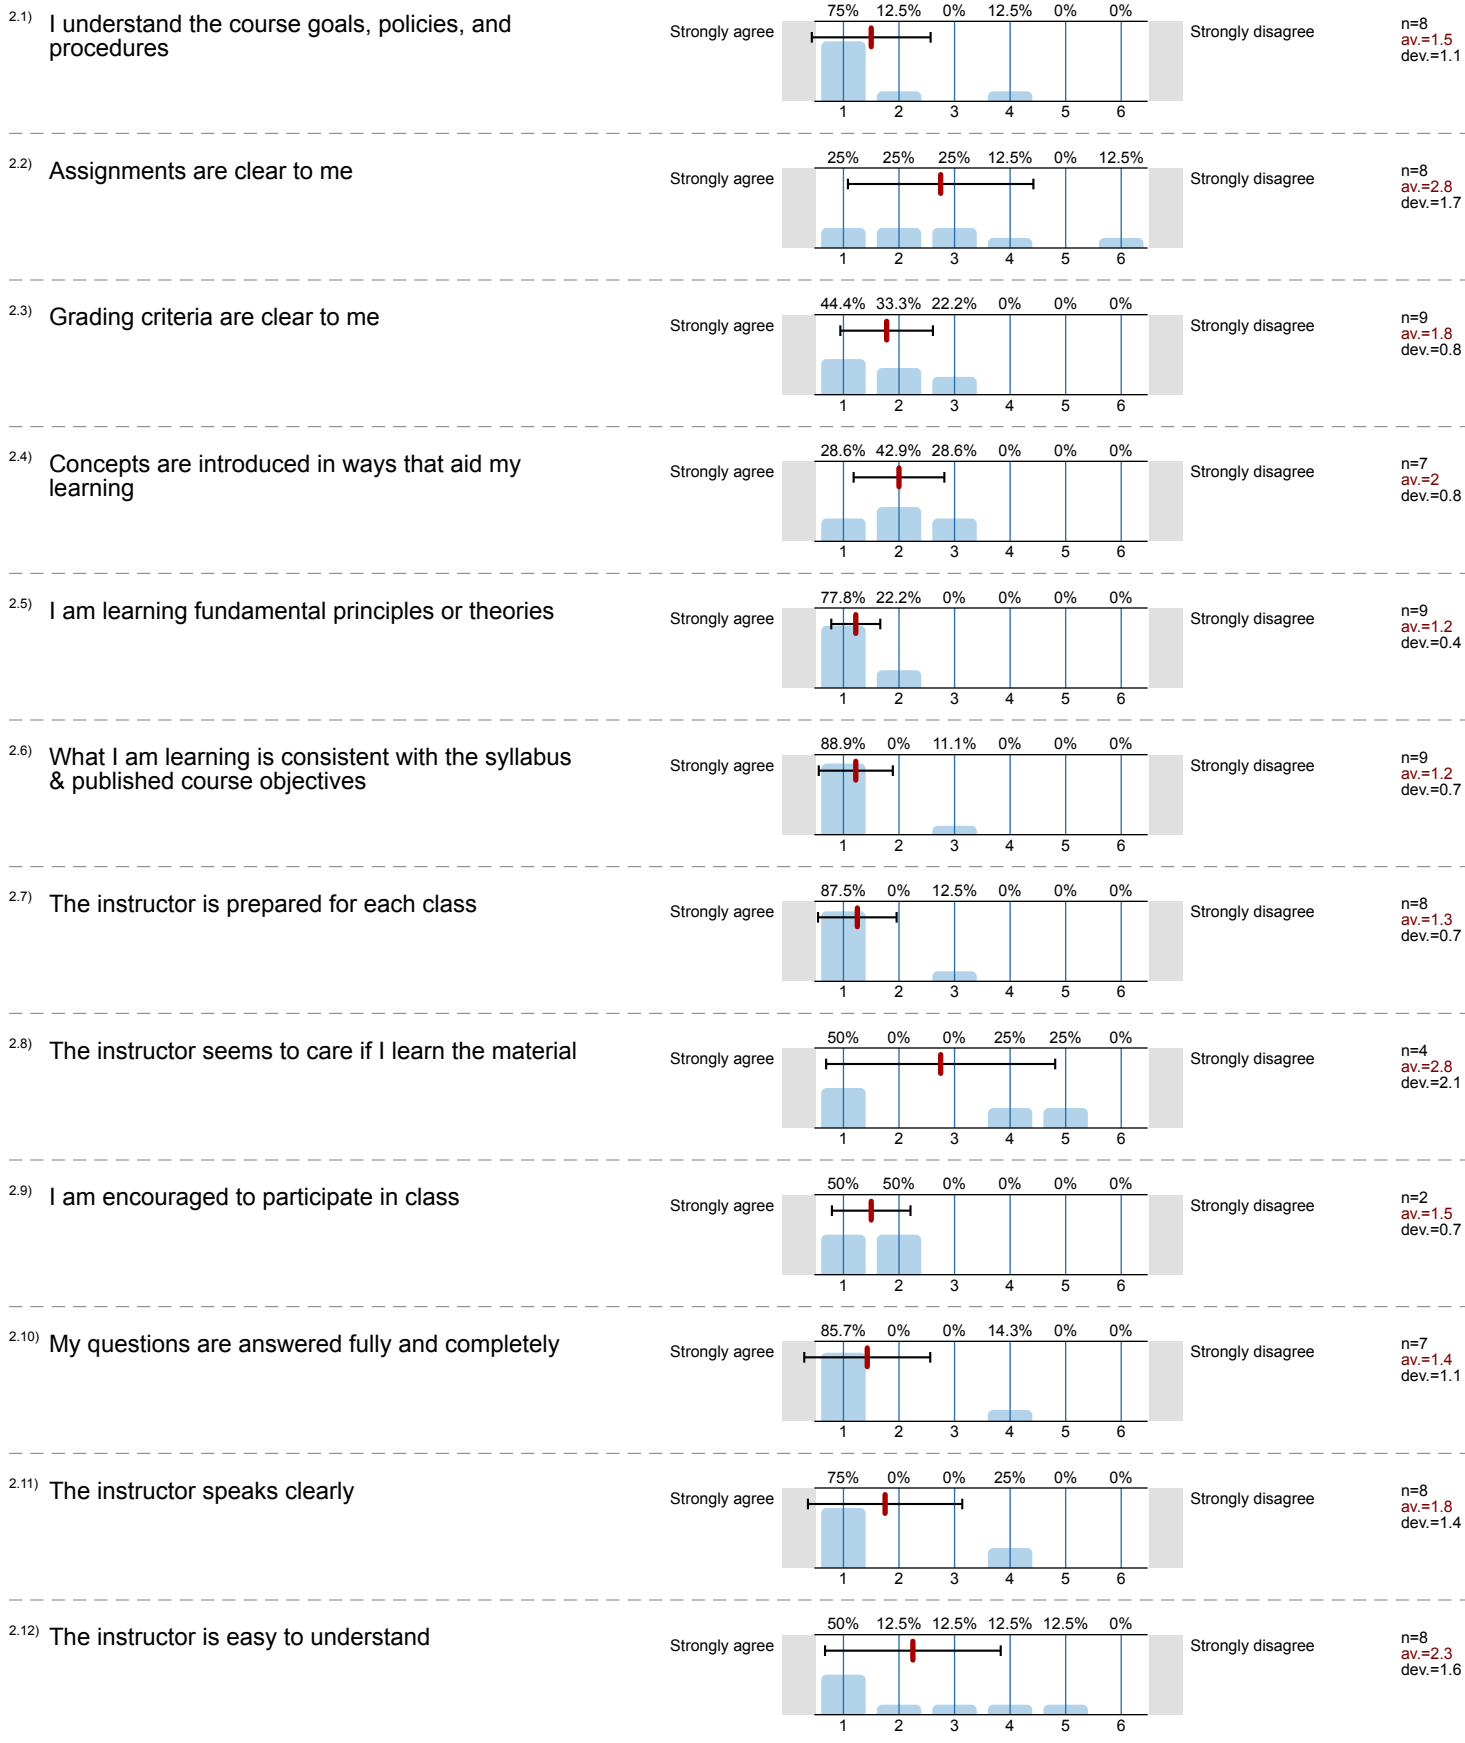 2.1) I understand the course goals, policies, and
procedures
Strongly agree
75% 12.5% 0% 12.5% 0% 0%
1 2 3 4 5 6
Strongly disagree
n=8
av.=1.5
dev.=1.1
2.2) Assignments are clear to me
Strongly agree
25% 25% 25% 12.5% 0% 12.5%
1 2 3 4 5 6
Strongly disagree
n=8
av.=2.8
dev.=1.7
2.3) Grading criteria are clear to me
Strongly agree
44.4% 33.3% 22.2% 0% 0% 0%
1 2 3 4 5 6
Strongly disagree
n=9
av.=1.8
dev.=0.8
2.4) Concepts are introduced in ways that aid my
learning
Strongly agree
28.6% 42.9% 28.6% 0% 0% 0%
1 2 3 4 5 6
Strongly disagree
n=7
av.=2
dev.=0.8
2.5) I am learning fundamental principles or theories
Strongly agree
77.8% 22.2% 0% 0% 0% 0%
1 2 3 4 5 6
Strongly disagree
n=9
av.=1.2
dev.=0.4
2.6) What I am learning is consistent with the syllabus
& published course objectives
Strongly agree
88.9% 0% 11.1% 0% 0% 0%
1 2 3 4 5 6
Strongly disagree
n=9
av.=1.2
dev.=0.7
2.7) The instructor is prepared for each class
Strongly agree
87.5% 0% 12.5% 0% 0% 0%
1 2 3 4 5 6
Strongly disagree
n=8
av.=1.3
dev.=0.7
2.8) The instructor seems to care if I learn the material
Strongly agree
50% 0% 0% 25% 25% 0%
1 2 3 4 5 6
Strongly disagree
n=4
av.=2.8
dev.=2.1
2.9) I am encouraged to participate in class
Strongly agree
50% 50% 0% 0% 0% 0%
1 2 3 4 5 6
Strongly disagree
n=2
av.=1.5
dev.=0.7
2.10) My questions are answered fully and completely
Strongly agree
85.7% 0% 0% 14.3% 0% 0%
1 2 3 4 5 6
Strongly disagree
n=7
av.=1.4
dev.=1.1
2.11) The instructor speaks clearly
Strongly agree
75% 0% 0% 25% 0% 0%
1 2 3 4 5 6
Strongly disagree
n=8
av.=1.8
dev.=1.4
2.12) The instructor is easy to understand
Strongly agree
50% 12.5% 12.5% 12.5% 12.5% 0%
1 2 3 4 5 6
Strongly disagree
n=8
av.=2.3
dev.=1.6